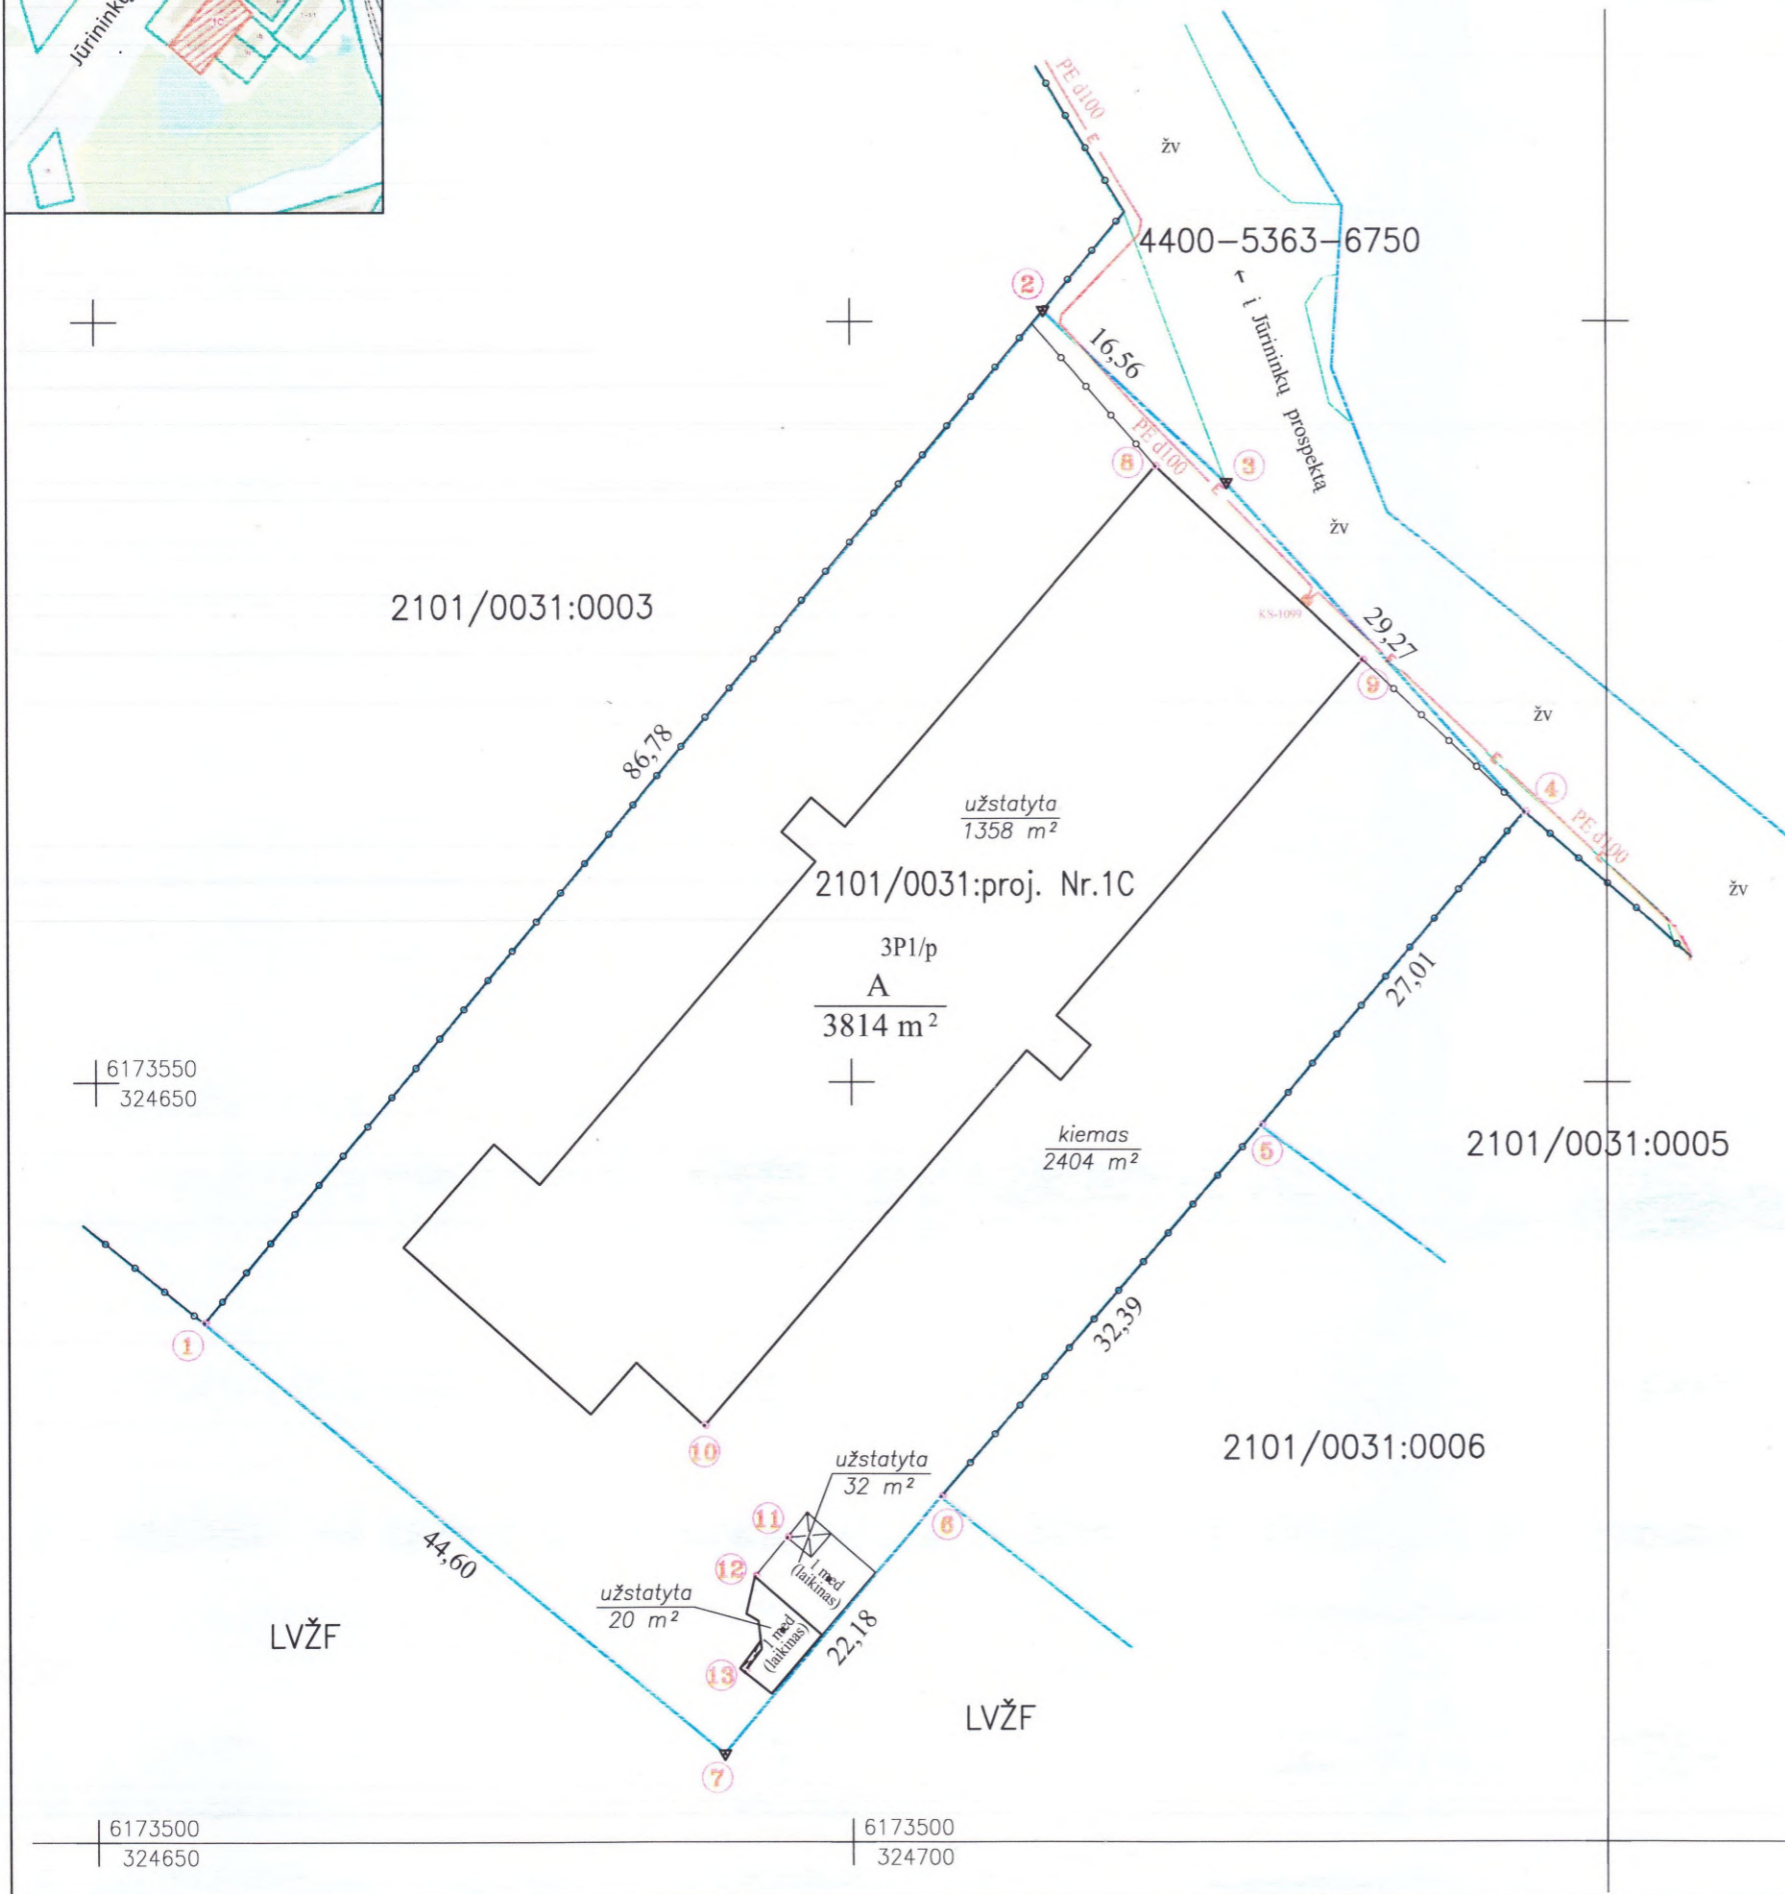 PE d100
E
žv
4400-5363-6750
2
į Jūrininkų prospektą
16,56
PE d100
8
3
E
žv
2101/0031:0003
KS-1099
29,27
E
9
žv
86,78
E
4
užstatyta
1358 m²
PE d100
E
2101/0031:proj. Nr.1C
žv
3P1/p
A
3814 m²
27,01
6173550
324650
kiemas
2404 m²
5
2101/0031:0005
32,39
1
2101/0031:0006
10
užstatyta
32 m²
11
6
44,60
12
1 med
(laikinas)
užstatyta
20 m²
1 med
(laikinas)
22,18
LVŽF
13
LVŽF
7
6173500
324650
6173500
324700